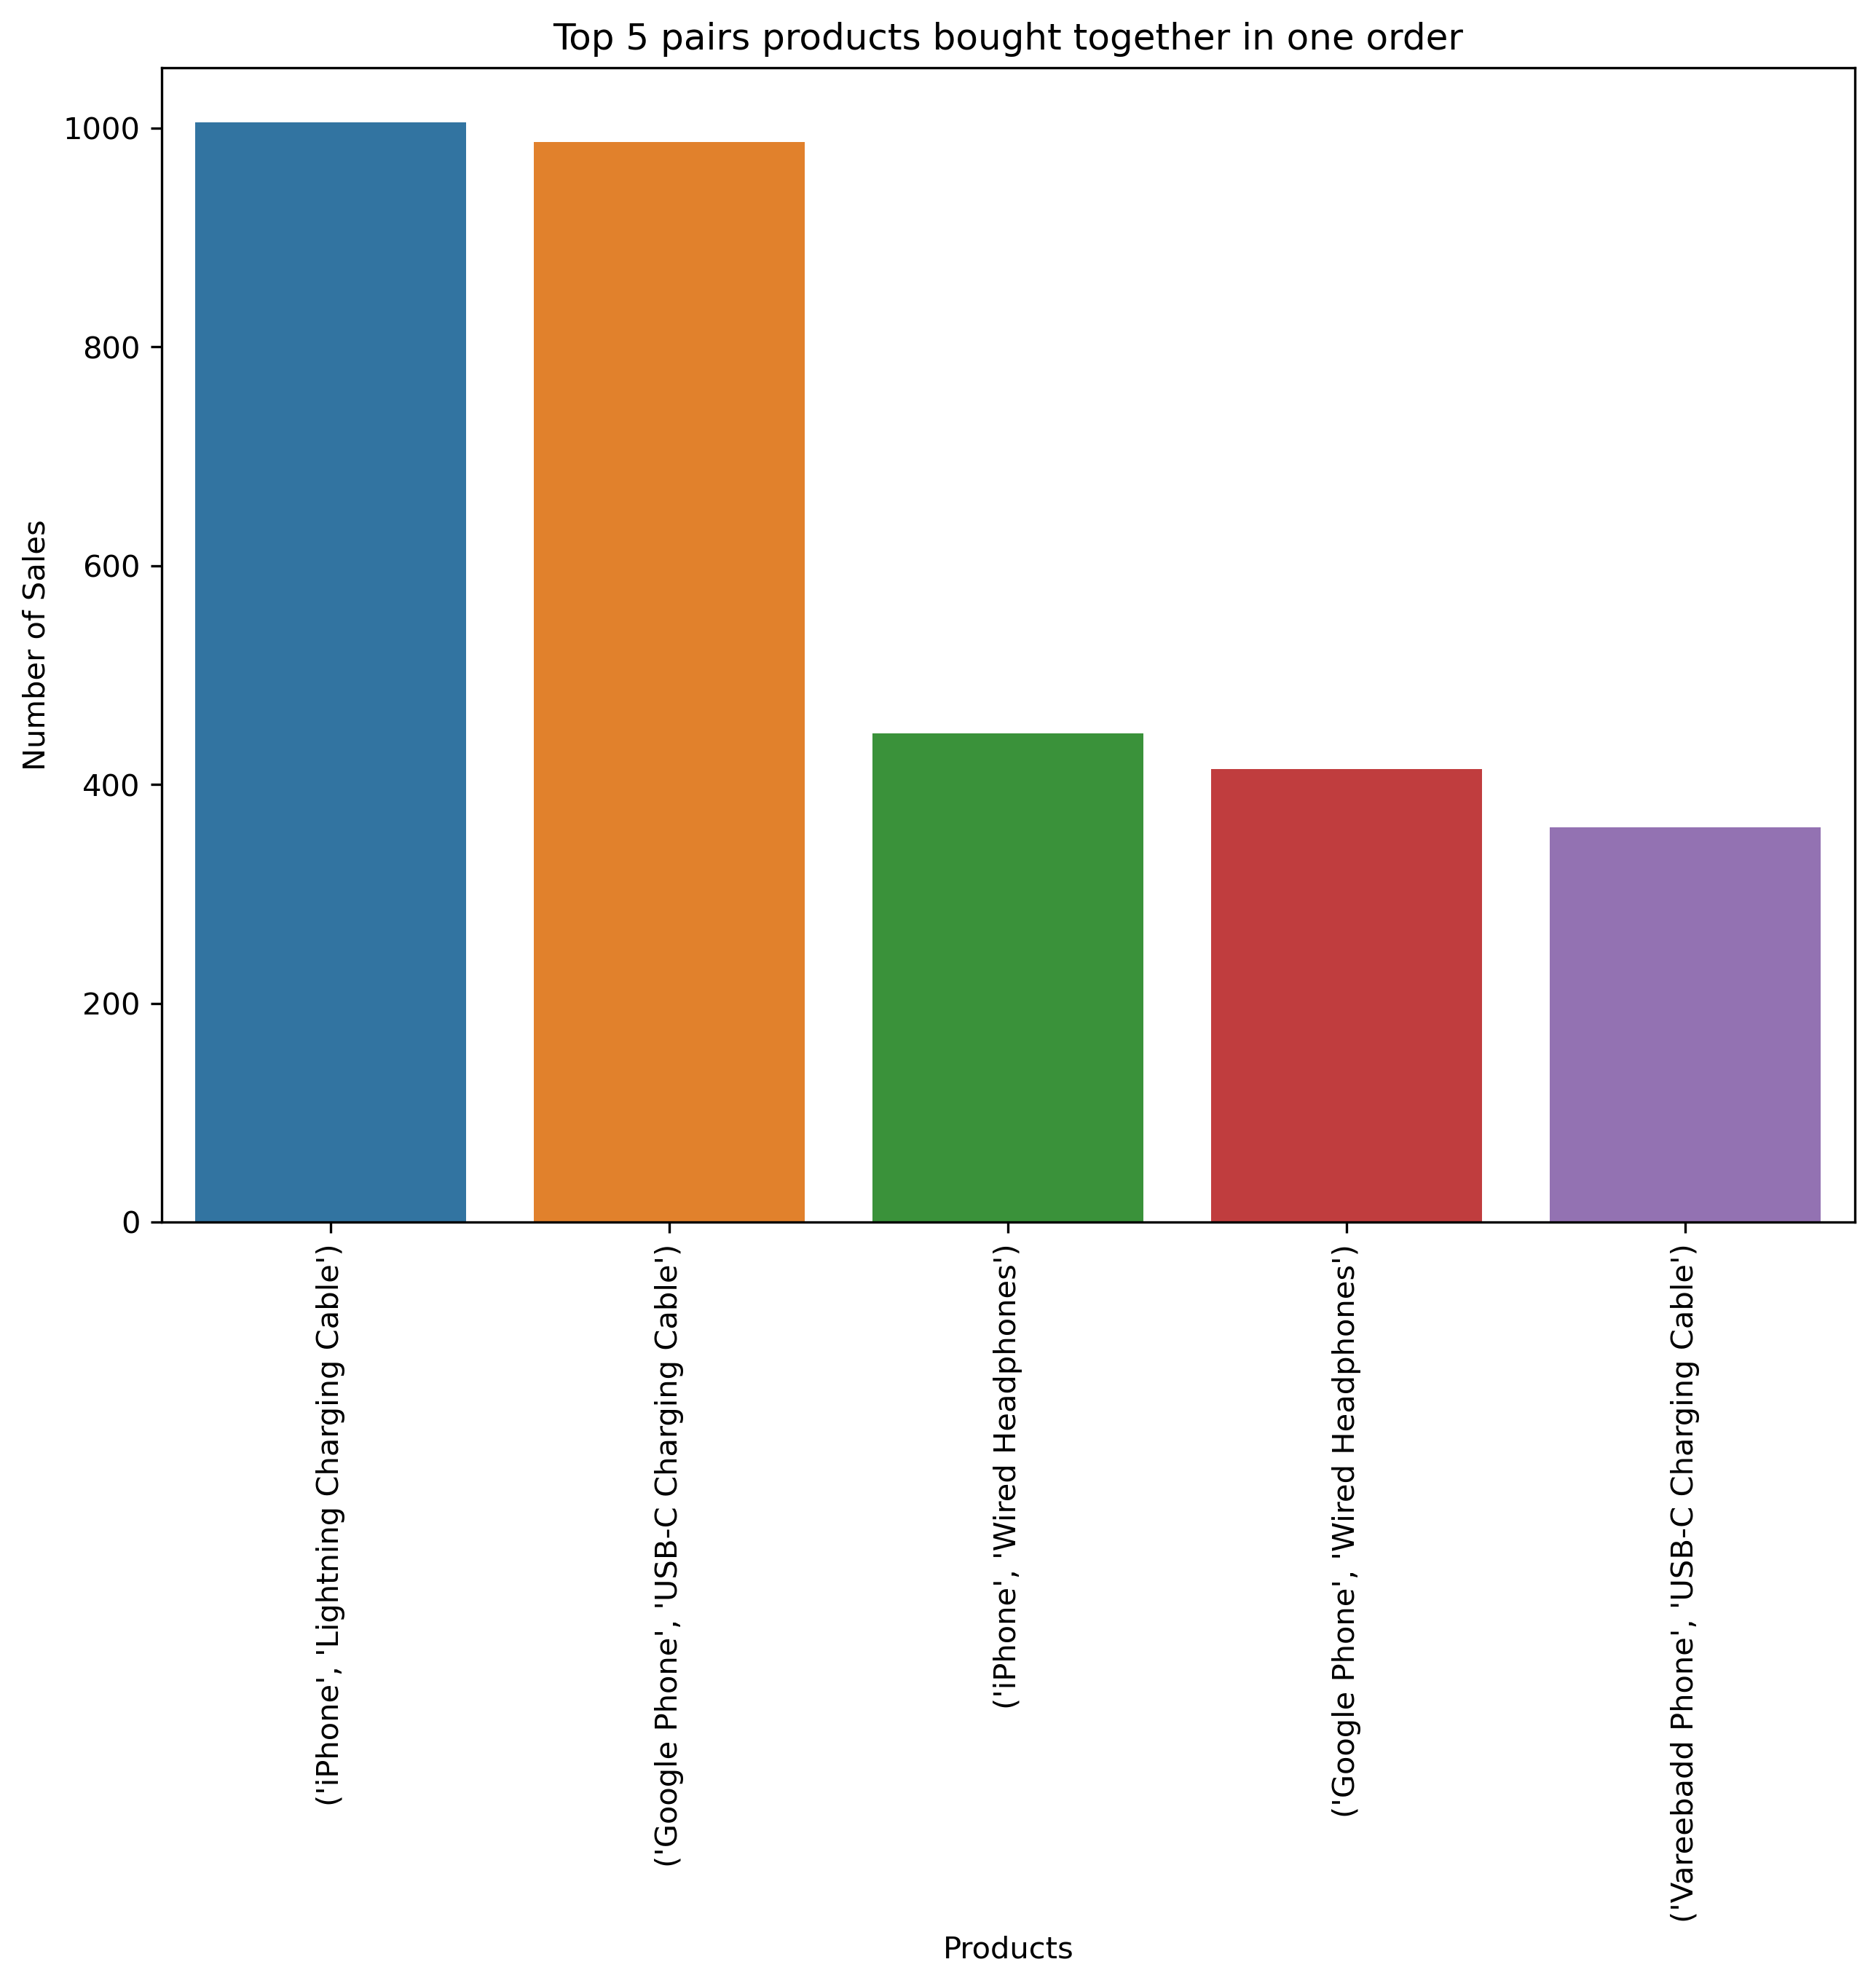 Top 5 pairs products bought together in one order
Number of Sales
1000
800
600
400
200
0
('iPhone', 'Lightning Charging Cable')
('Google Phone', 'USB-C Charging Cable')
('iPhone', 'Wired Headphones')
('Google Phone', 'Wired Headphones')
('Vareebadd Phone', 'USB-C Charging Cable')
Products